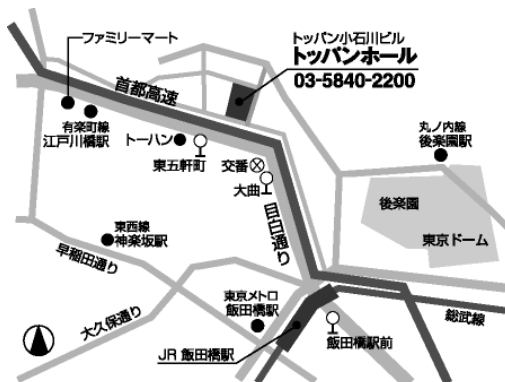 ファミリーマート
トッパン小石川ビル
トッパンホール
03-5840-2200
首都高速
有楽町線
江戸川橋駅
トーハン
東五軒町
交番
大曲
丸ノ内線
後楽園駅
後楽園
東京ドーム
目白通り
東西線
神楽坂駅
早稲田通り
大久保通り
東京メトロ
飯田橋駅
総武線
飯田橋駅前
JR 飯田橋駅